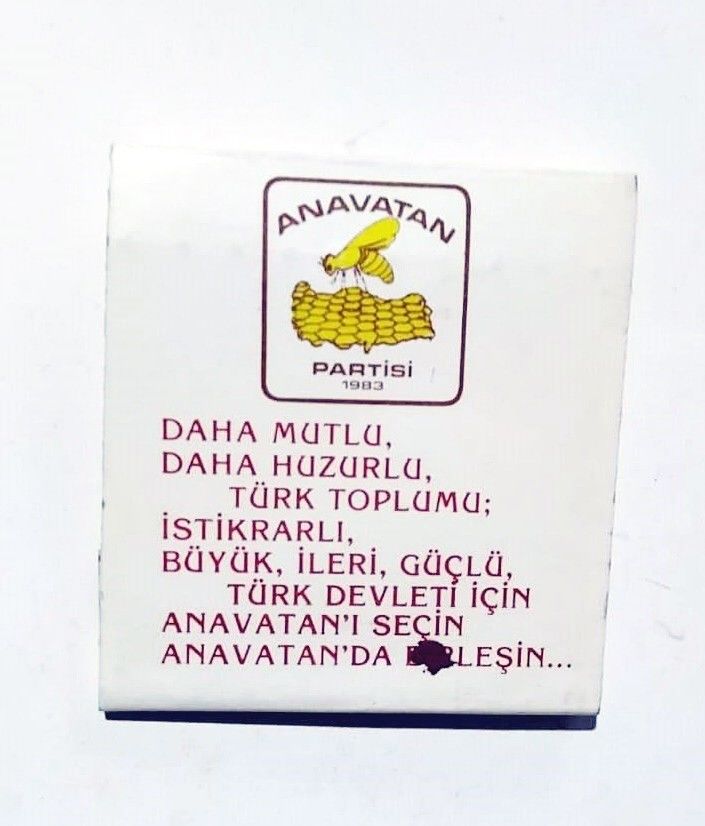 ANAVATAN
PARTİSİ
1983
DAHA MUTLU,
DAHA HUZURLU,
TÜRK TOPLUMU;
İSTİKRARLI,
BÜYÜK, İLERİ, GÜÇLÜ,
TÜRK DEVLETİ İÇİN
ANAVATAN'I SEÇİN
ANAVATAN'DA